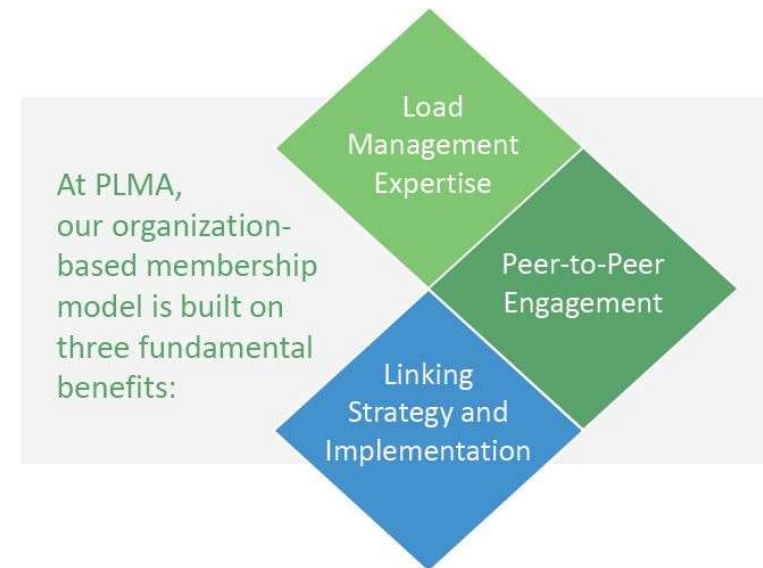 At PLMA,
our organization-
based membership
model is built on
three fundamental
benefits:
Load
Management
Expertise
Peer-to-Peer
Engagement
Linking
Strategy and
Implementation